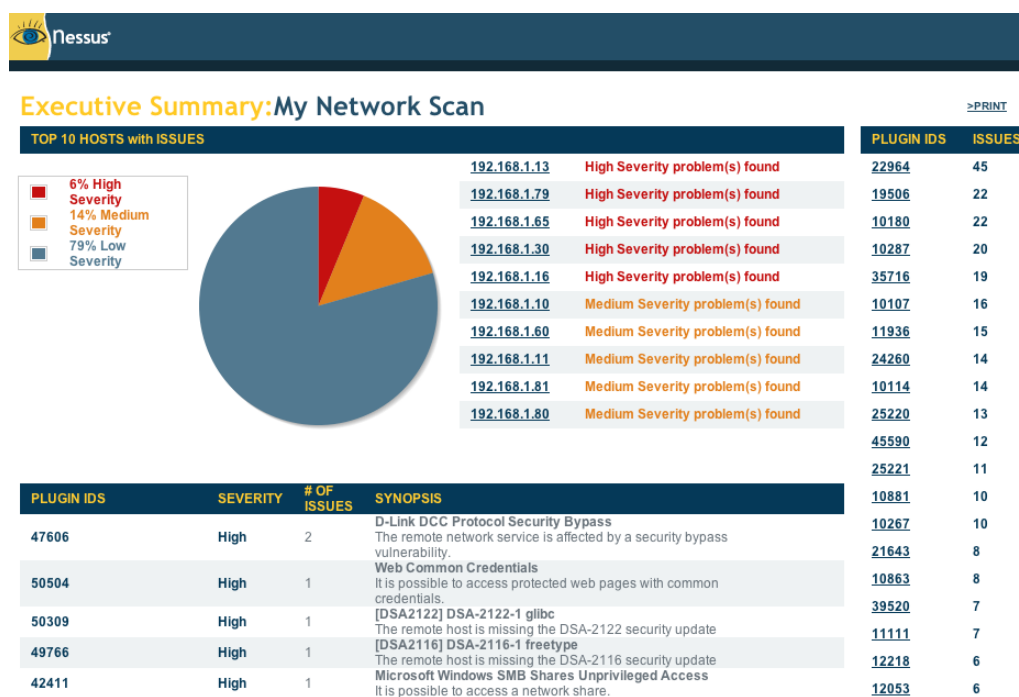 Nessus
Executive Summary:My Network Scan
>PRINT
TOP 10 HOSTS with ISSUES
6% High
Severity
14% Medium
Severity
79% Low
Severity
192.168.1.13 High Severity problem(s) found
192.168.1.79 High Severity problem(s) found
192.168.1.65 High Severity problem(s) found
192.168.1.30 High Severity problem(s) found
192.168.1.16 High Severity problem(s) found
192.168.1.10 Medium Severity problem(s) found
192.168.1.60 Medium Severity problem(s) found
192.168.1.11 Medium Severity problem(s) found
192.168.1.81 Medium Severity problem(s) found
192.168.1.80 Medium Severity problem(s) found
PLUGIN IDS SEVERITY # OF ISSUES SYNOPSIS
47606 High 2 D-Link DCC Protocol Security Bypass
The remote network service is affected by a security bypass
vulnerability.
50504 High 1 Web Common Credentials
It is possible to access protected web pages with common
credentials.
50309 High 1 [DSA2122] DSA-2122-1 glibc
The remote host is missing the DSA-2122 security update
49766 High 1 [DSA2116] DSA-2116-1 freetype
The remote host is missing the DSA-2116 security update
42411 High 1 Microsoft Windows SMB Shares Unprivileged Access
It is possible to access a network share.
PLUGIN IDS ISSUES
22964 45
19506 22
10180 22
10287 20
35716 19
10107 16
11936 15
24260 14
10114 14
25220 13
45590 12
25221 11
10881 10
10267 10
21643 8
10863 8
39520 7
11111 7
12218 6
12053 6